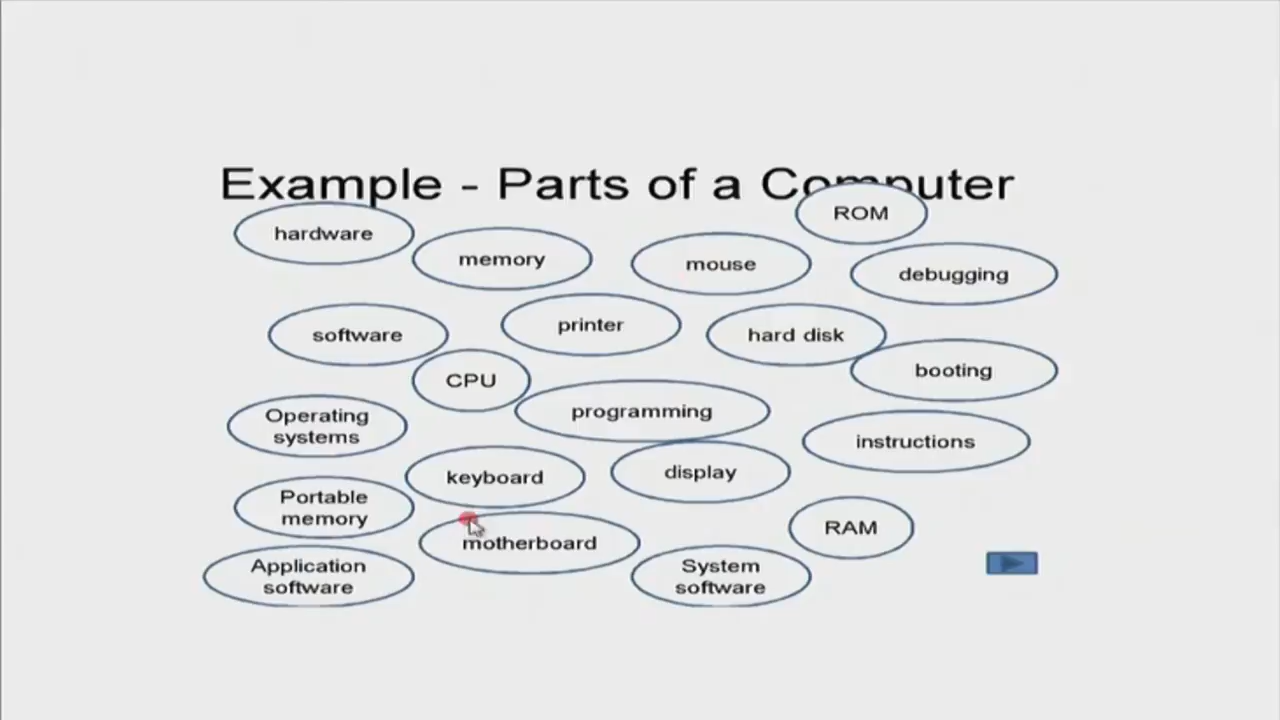 Example - Parts of a Computer
ROM
hardware
memory
mouse
debugging
software
printer
hard disk
CPU
booting
programming
Operating
systems
instructions
keyboard
display
Portable
memory
motherboard
RAM
Application
software
System
software